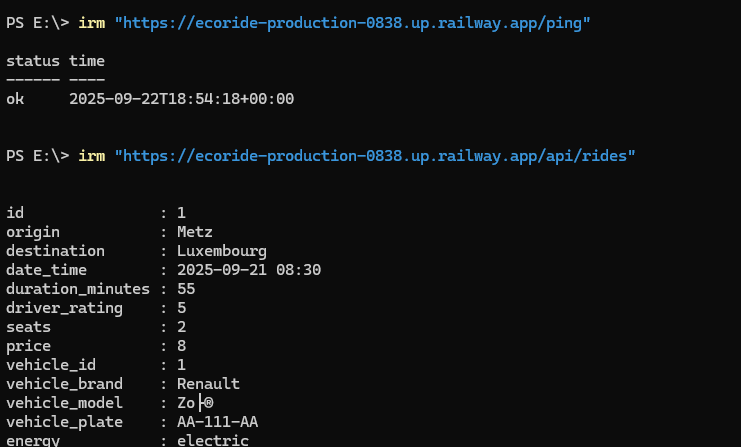 PS E:\> irm "https://ecoride-production-0838.up.railway.app/ping"
status time
------ ----
ok     2025-09-22T18:54:18+00:00
PS E:\> irm "https://ecoride-production-0838.up.railway.app/api/rides"
id               : 1
origin           : Metz
destination      : Luxembourg
date_time        : 2025-09-21 08:30
duration_minutes : 55
driver_rating    : 5
seats            : 2
price            : 8
vehicle_id       : 1
vehicle_brand    : Renault
vehicle_model    : Zo├®
vehicle_plate    : AA-111-AA
energy           : electric